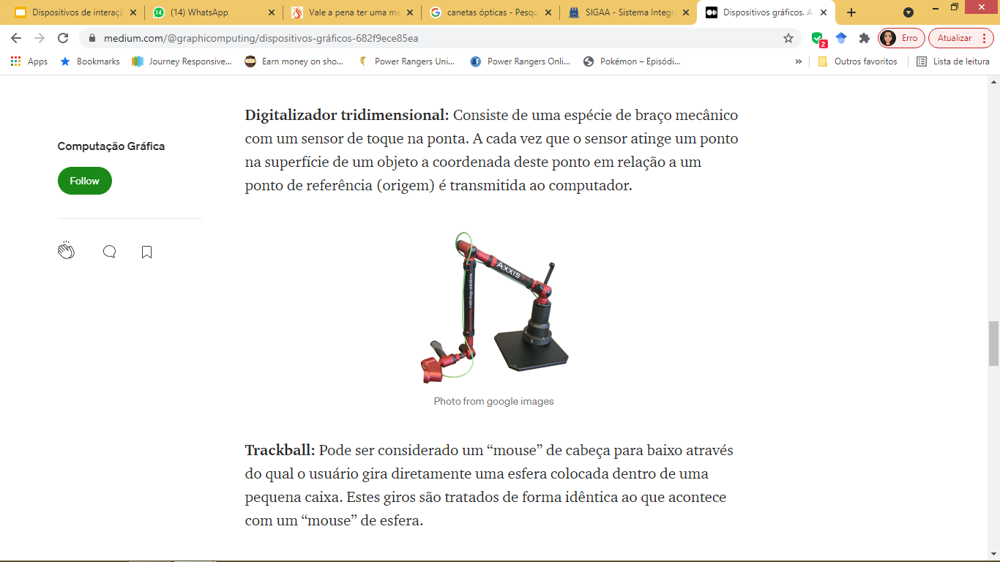 Dispositivos de interaçã
(14) WhatsApp
Vale a pena ter uma me
canetas ópticas - Pesqu
SIGAA - Sistema Integra
Dispositivos gráficos. A
medium.com/@graphicomputing/dispositivos-gráficos-682f9ece85ea
2
Erro
Atualizar
Apps
Bookmarks
Journey Responsive...
Earn money on sho...
Power Rangers Uni...
Power Rangers Onli...
Pokémon – Episódi...
»
Outros favoritos
Lista de leitura
Computação Gráfica
Follow
Digitalizador tridimensional: Consiste de uma espécie de braço mecânico
com um sensor de toque na ponta. A cada vez que o sensor atinge um ponto
na superfície de um objeto a coordenada deste ponto em relação a um
ponto de referência (origem) é transmitida ao computador.
AXXIS
metrology solutions
Photo from google images
Trackball: Pode ser considerado um “mouse” de cabeça para baixo através
do qual o usuário gira diretamente uma esfera colocada dentro de uma
pequena caixa. Estes giros são tratados de forma idêntica ao que acontece
com um “mouse” de esfera.